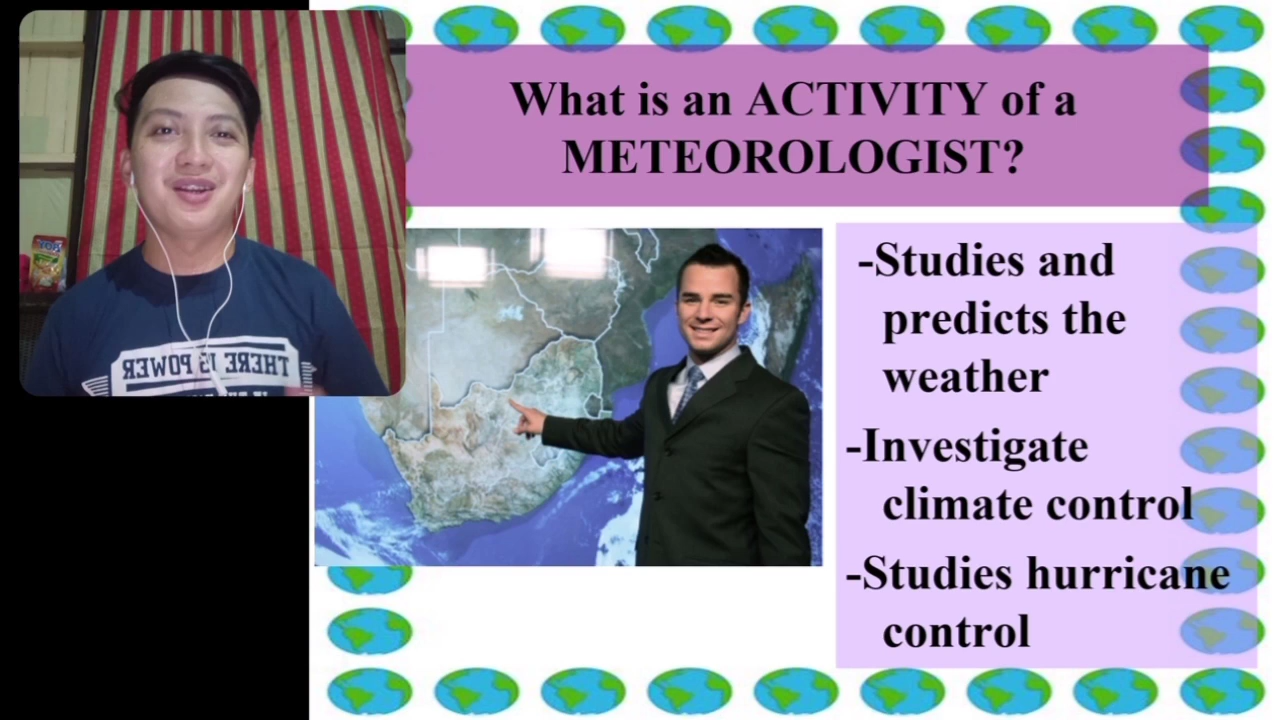 What is an ACTIVITY of a
METEOROLOGIST?
-Studies and
predicts the
weather
-Investigate
climate control
-Studies hurricane
control
THERE IS POWER